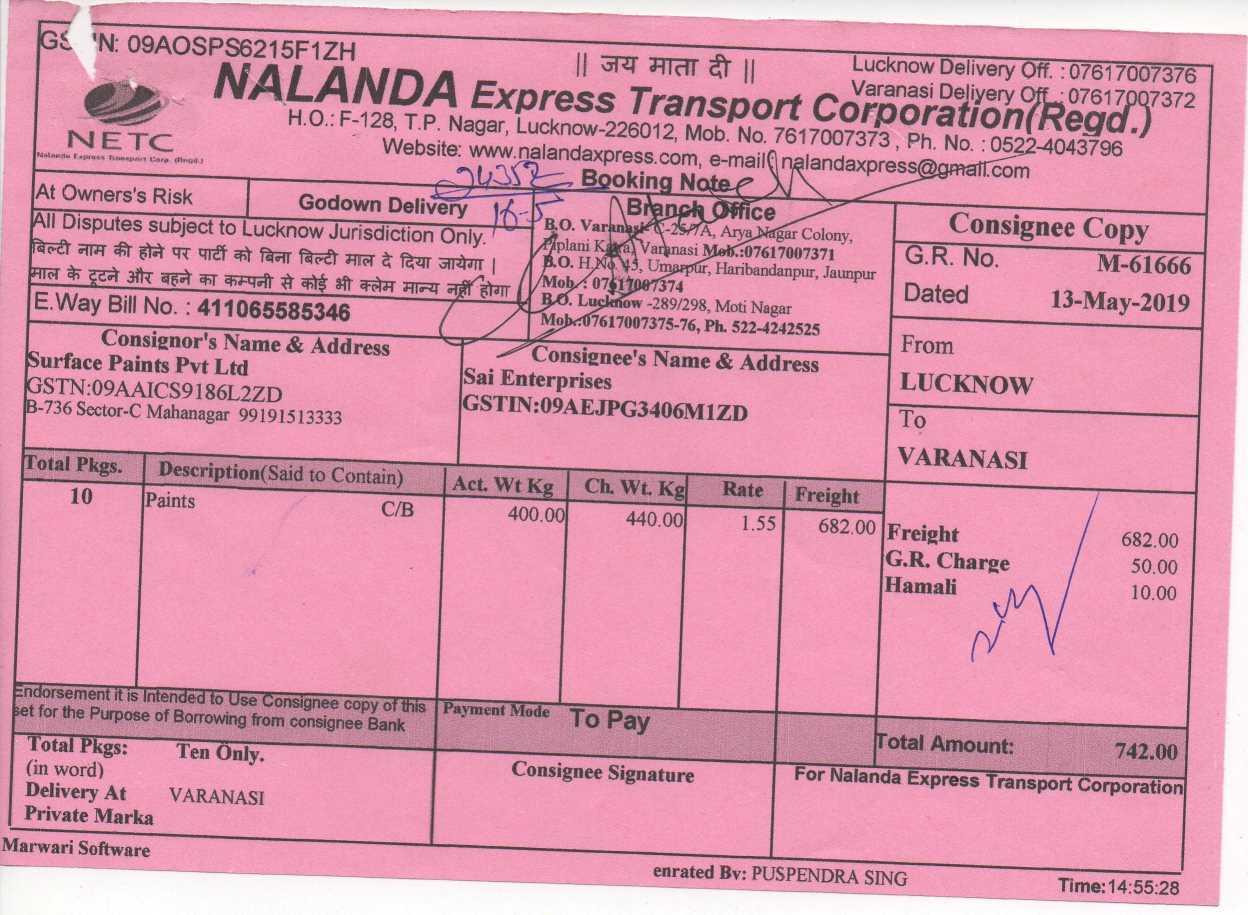 GSTIN: 09AOSPS6215F1ZH
|| जय माता दी ||
Lucknow Delivery Off. : 07617007376
Varanasi Delivery Off. : 07617007372
NETC
Nalanda Express Transport Corp. (Regd.)
NALANDA Express Transport Corporation(Regd.)
H.O.: F-128, T.P. Nagar, Lucknow-226012, Mob. No. 7617007373 , Ph. No. : 0522-4043796
Website: www.nalandaxpress.com, e-mail nalandaxpress@gmail.com
24352
Booking Note
16-5
At Owners's Risk
Godown Delivery
All Disputes subject to Lucknow Jurisdiction Only.
बिल्टी नाम की होने पर पार्टी को बिना बिल्टी माल दे दिया जायेगा |
माल के टूटने और बहने का कम्पनी से कोई भी क्लेम मान्य नहीं होगा
E.Way Bill No. : 411065585346
Branch Office
B.O. Varanasi- C-25/7A, Arya Nagar Colony,
Piplani Katra, Varanasi Mob.:07617007371
B.O. H.No. 45, Umarpur, Haribandanpur, Jaunpur
Mob. : 07617007374
B.O. Lucknow -289/298, Moti Nagar
Mob.:07617007375-76, Ph. 522-4242525
Consignee Copy
G.R. No. M-61666
Dated 13-May-2019
From
LUCKNOW
To
VARANASI
Consignor's Name & Address
Surface Paints Pvt Ltd
GSTN:09AAICS9186L2ZD
B-736 Sector-C Mahanagar 99191513333
Consignee's Name & Address
Sai Enterprises
GSTIN:09AEJPG3406M1ZD
Total Pkgs. Description(Said to Contain) Act. Wt Kg Ch. Wt. Kg Rate Freight
10 Paints C/B 400.00 440.00 1.55 682.00
Freight 682.00
G.R. Charge 50.00
Hamali 10.00
Endorsement it is Intended to Use Consignee copy of this
set for the Purpose of Borrowing from consignee Bank
Payment Mode To Pay
Total Amount: 742.00
Total Pkgs: Ten Only.
(in word)
Delivery At VARANASI
Private Marka
Consignee Signature
For Nalanda Express Transport Corporation
Marwari Software
enrated By: PUSPENDRA SING
Time:14:55:28